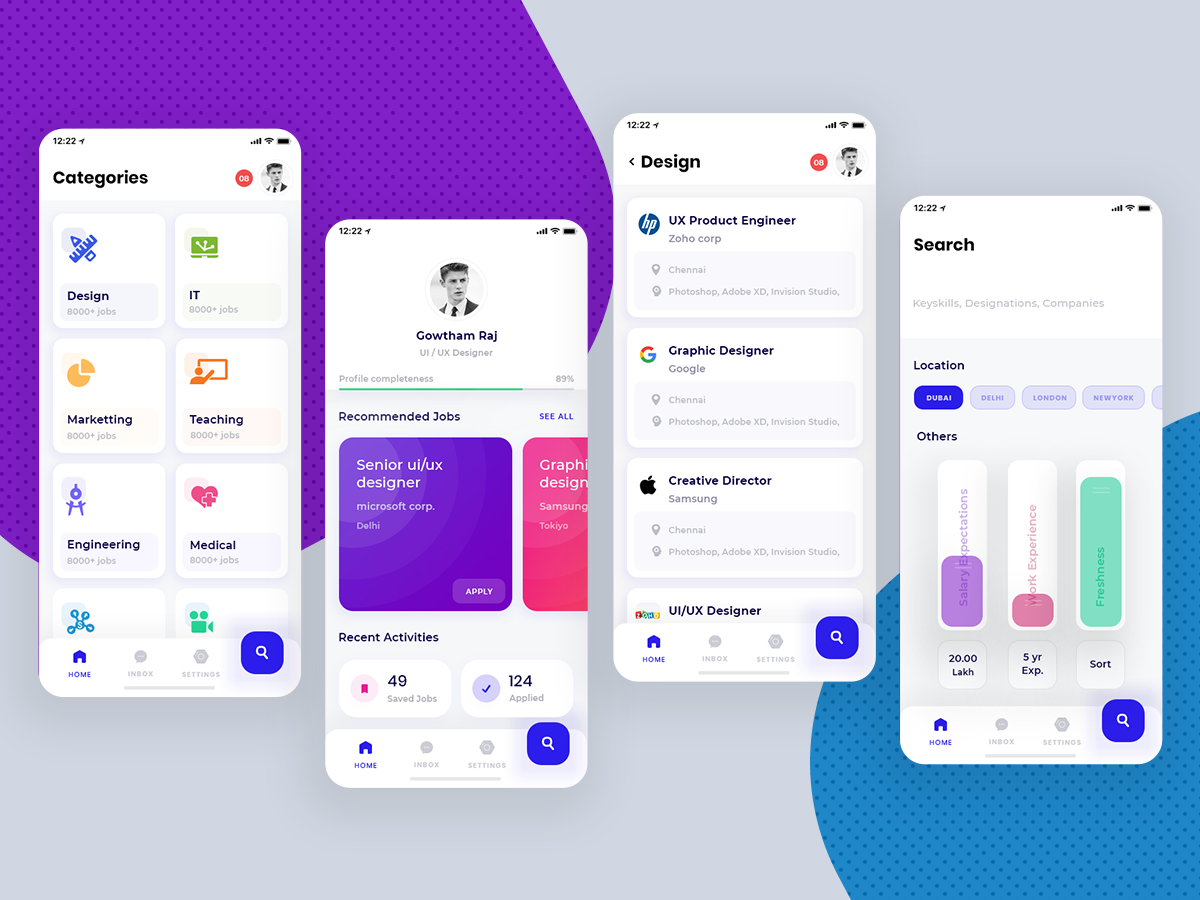 12:22
Categories
08
Design
8000+ jobs
IT
8000+ jobs
Marketting
8000+ jobs
Teaching
8000+ jobs
Engineering
8000+ jobs
Medical
8000+ jobs
HOME
INBOX
SETTINGS
12:22
Gowtham Raj
UI / UX Designer
Profile completeness
89%
Recommended Jobs
SEE ALL
Senior ui/ux
designer
microsoft corp.
Delhi
APPLY
Graphi
design
Samsung
Tokiyo
Recent Activities
49
Saved Jobs
124
Applied
HOME
INBOX
SETTINGS
12:22
Design
08
hp
UX Product Engineer
Zoho corp
Chennai
Photoshop, Adobe XD, Invision Studio,
Graphic Designer
Google
Chennai
Photoshop, Adobe XD, Invision Studio,
Creative Director
Samsung
Chennai
Photoshop, Adobe XD, Invision Studio,
ZOHO
UI/UX Designer
HOME
INBOX
SETTINGS
12:22
Search
Keyskills, Designations, Companies
Location
DUBAI
DELHI
LONDON
NEWYORK
Others
Salary Expectations
Work Experience
Freshness
20.00
Lakh
5 yr
Exp.
Sort
HOME
INBOX
SETTINGS